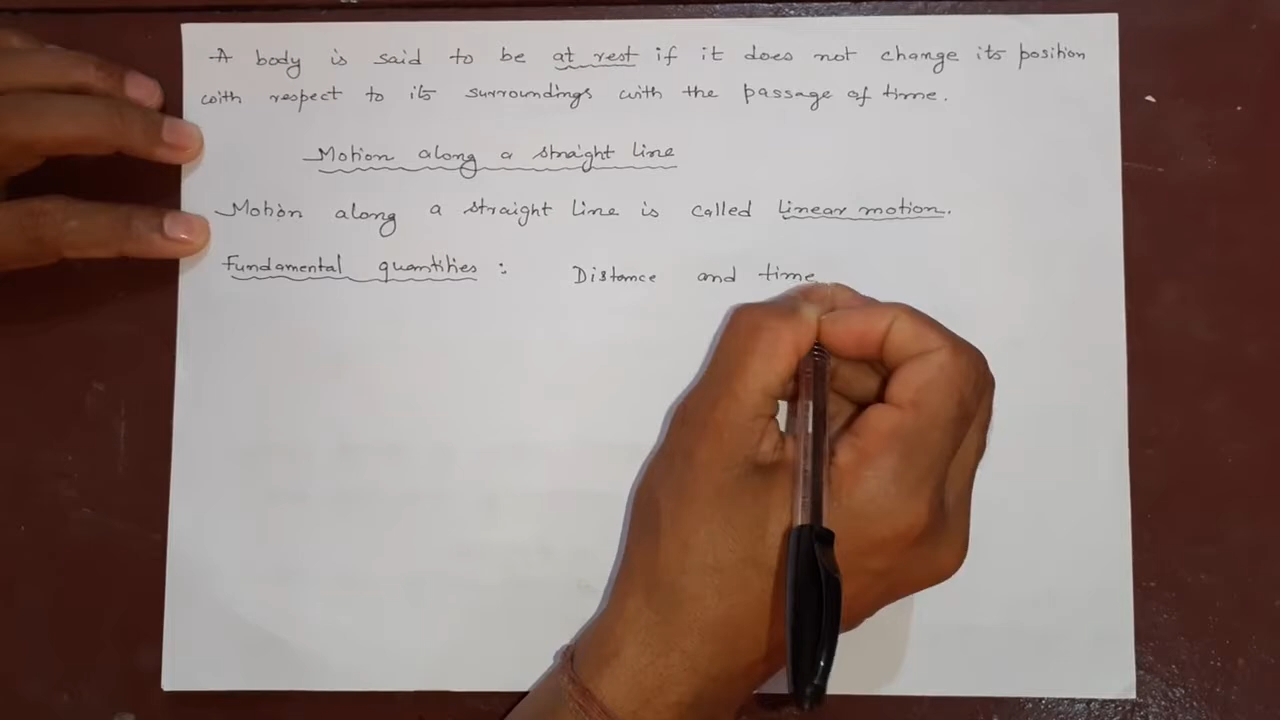 A body is said to be at rest if it does not change its position
with respect to its surroundings with the passage of time.
Motion along a straight line
Motion along a straight line is called linear motion.
Fundamental quantities : Distance and time